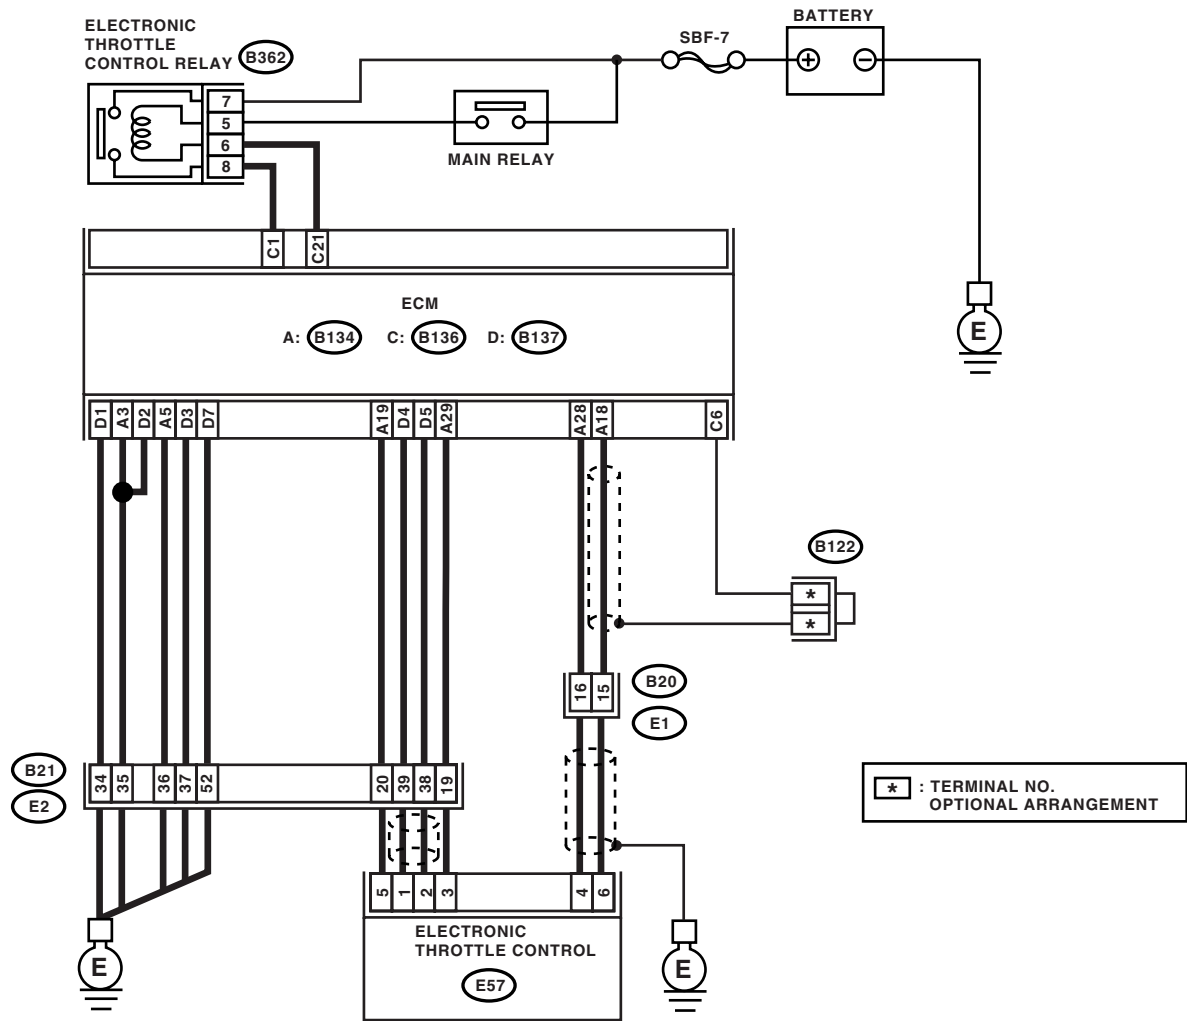 BATTERY
ELECTRONIC
THROTTLE
CONTROL RELAY B362
SBF-7
7
5
6
8
MAIN RELAY
C1 C21
ECM
A: B134 C: B136 D: B137
D1 A3 D2 A5 D3 D7 A19 D4 D5 A29 A28 A18 C6
E
B122
*
*
16 15
B20
E1
B21
E2
34 35 36 37 52 20 39 38 19
* : TERMINAL NO.
OPTIONAL ARRANGEMENT
5 1 2 3 4 6
ELECTRONIC
THROTTLE CONTROL
E57
E
E